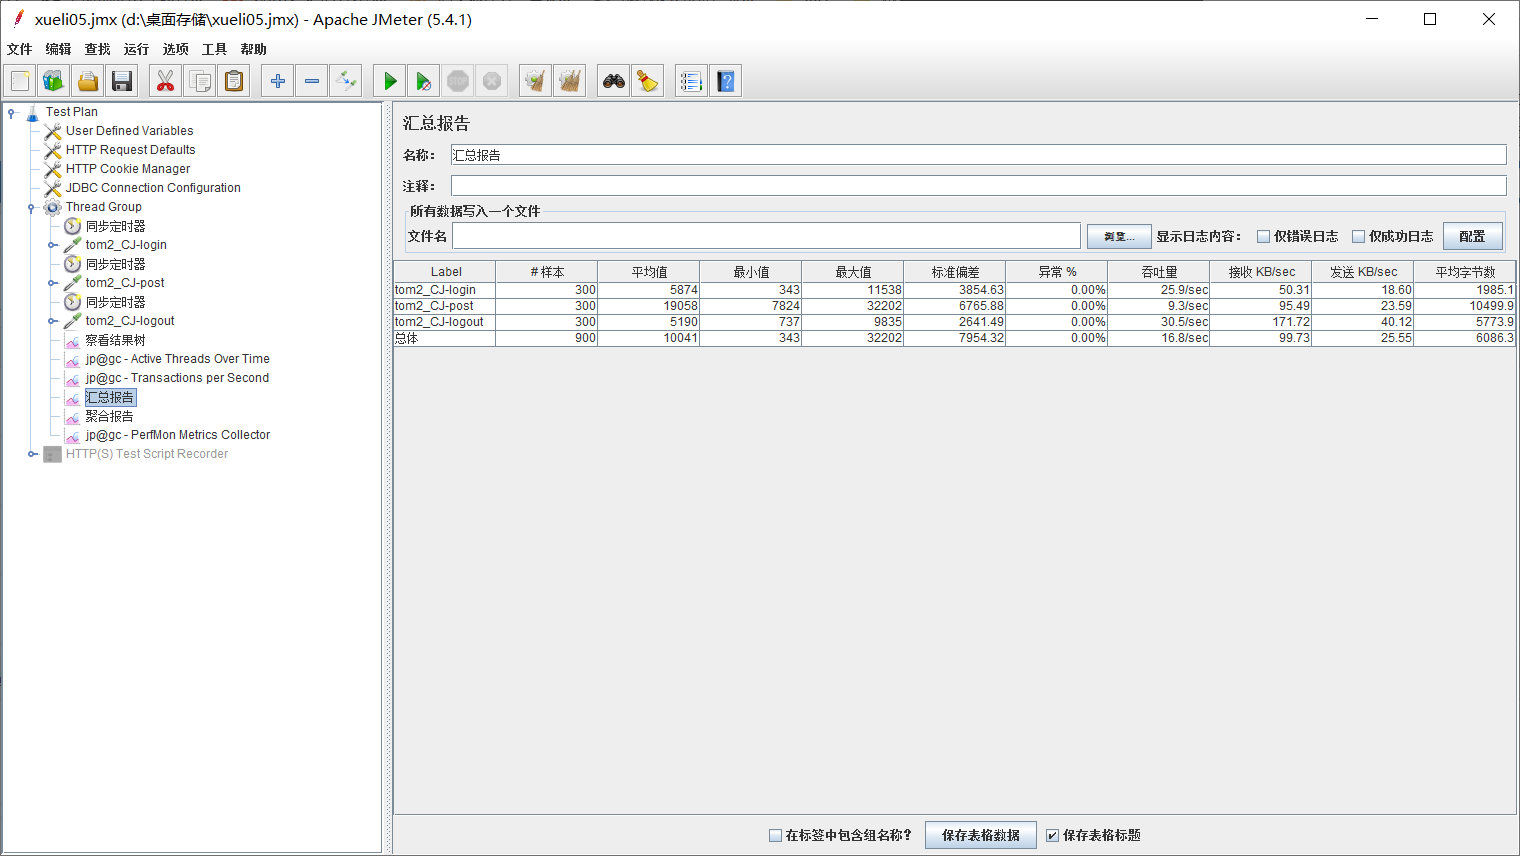 xueli05.jmx (d:\桌面存储\xueli05.jmx) - Apache JMeter (5.4.1)
文件 编辑 查找 运行 选项 工具 帮助
STOP
Test Plan
User Defined Variables
HTTP Request Defaults
HTTP Cookie Manager
JDBC Connection Configuration
Thread Group
同步定时器
tom2_CJ-login
同步定时器
tom2_CJ-post
同步定时器
tom2_CJ-logout
察看结果树
jp@gc - Active Threads Over Time
jp@gc - Transactions per Second
汇总报告
聚合报告
jp@gc - PerfMon Metrics Collector
HTTP(S) Test Script Recorder
汇总报告
名称: 汇总报告
注释:
所有数据写入一个文件
文件名 浏览... 显示日志内容: 仅错误日志 仅成功日志 配置
Label # 样本 平均值 最小值 最大值 标准偏差 异常 % 吞吐量 接收 KB/sec 发送 KB/sec 平均字节数
tom2_CJ-login 300 5874 343 11538 3854.63 0.00% 25.9/sec 50.31 18.60 1985.1
tom2_CJ-post 300 19058 7824 32202 6765.88 0.00% 9.3/sec 95.49 23.59 10499.9
tom2_CJ-logout 300 5190 737 9835 2641.49 0.00% 30.5/sec 171.72 40.12 5773.9
总体 900 10041 343 32202 7954.32 0.00% 16.8/sec 99.73 25.55 6086.3
在标签中包含组名称? 保存表格数据 保存表格标题